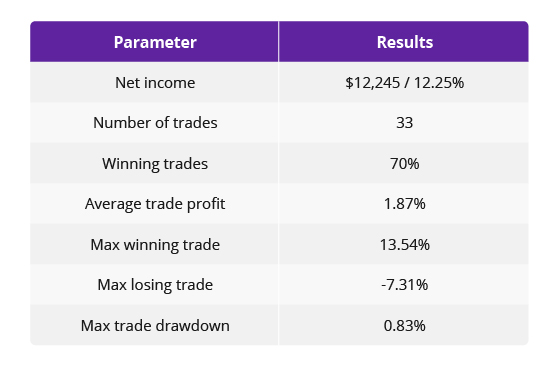 Parameter Results
Net income $12,245 / 12.25%
Number of trades 33
Winning trades 70%
Average trade profit 1.87%
Max winning trade 13.54%
Max losing trade -7.31%
Max trade drawdown 0.83%